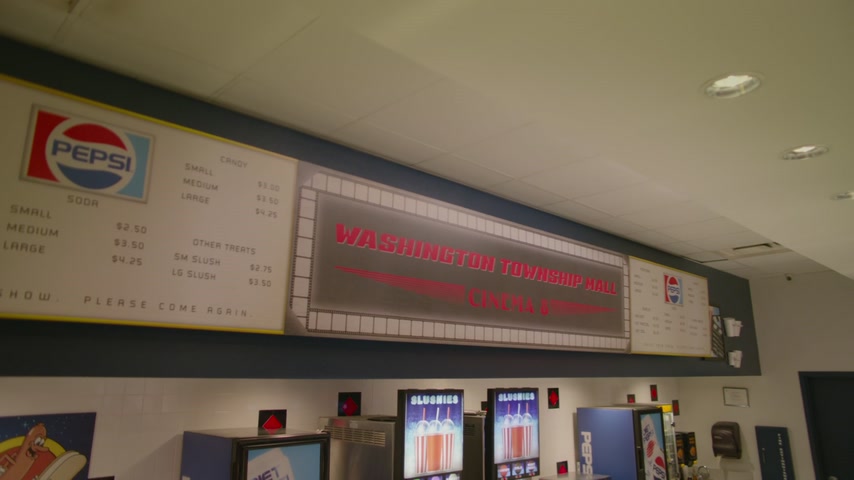 PEPSI
SODA
SMALL $2.50
MEDIUM $3.50
LARGE $4.25
CANDY
SMALL $3.00
MEDIUM $3.50
LARGE $4.25
OTHER TREATS
SM SLUSH $2.75
LG SLUSH $3.50
SHOW. PLEASE COME AGAIN.
WASHINGTON TOWNSHIP MALL
CINEMA
PEPSI
SLUSHIES
SLUSHIES
PEPSI